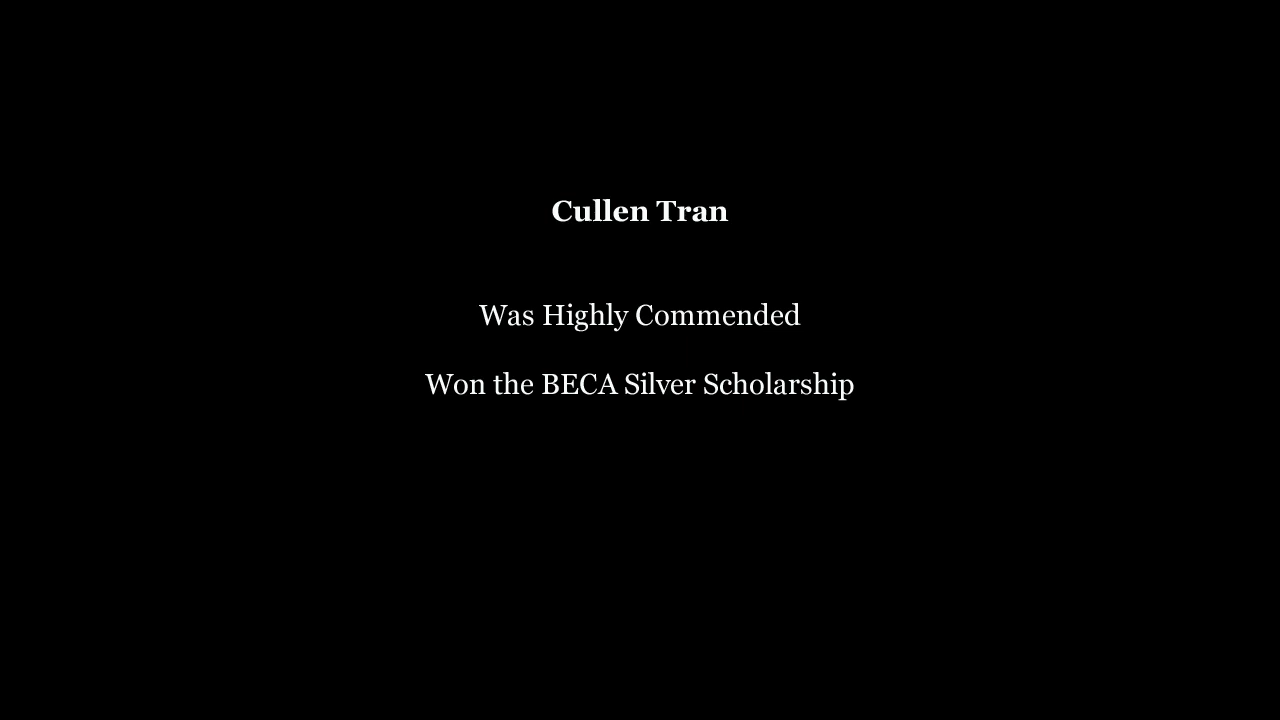 Cullen Tran
Was Highly Commended
Won the BECA Silver Scholarship